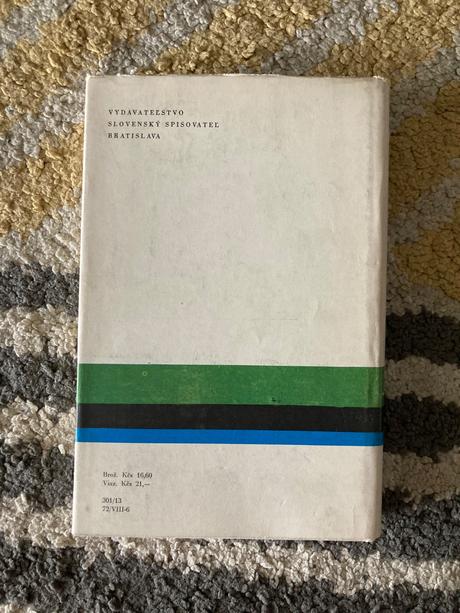 VYDAVATEĽSTVO
SLOVENSKÝ SPISOVATEĽ
BRATISLAVA
Brož. Kčs 16,60
Viaz. Kčs 21,—
301/13
72/VIII-6